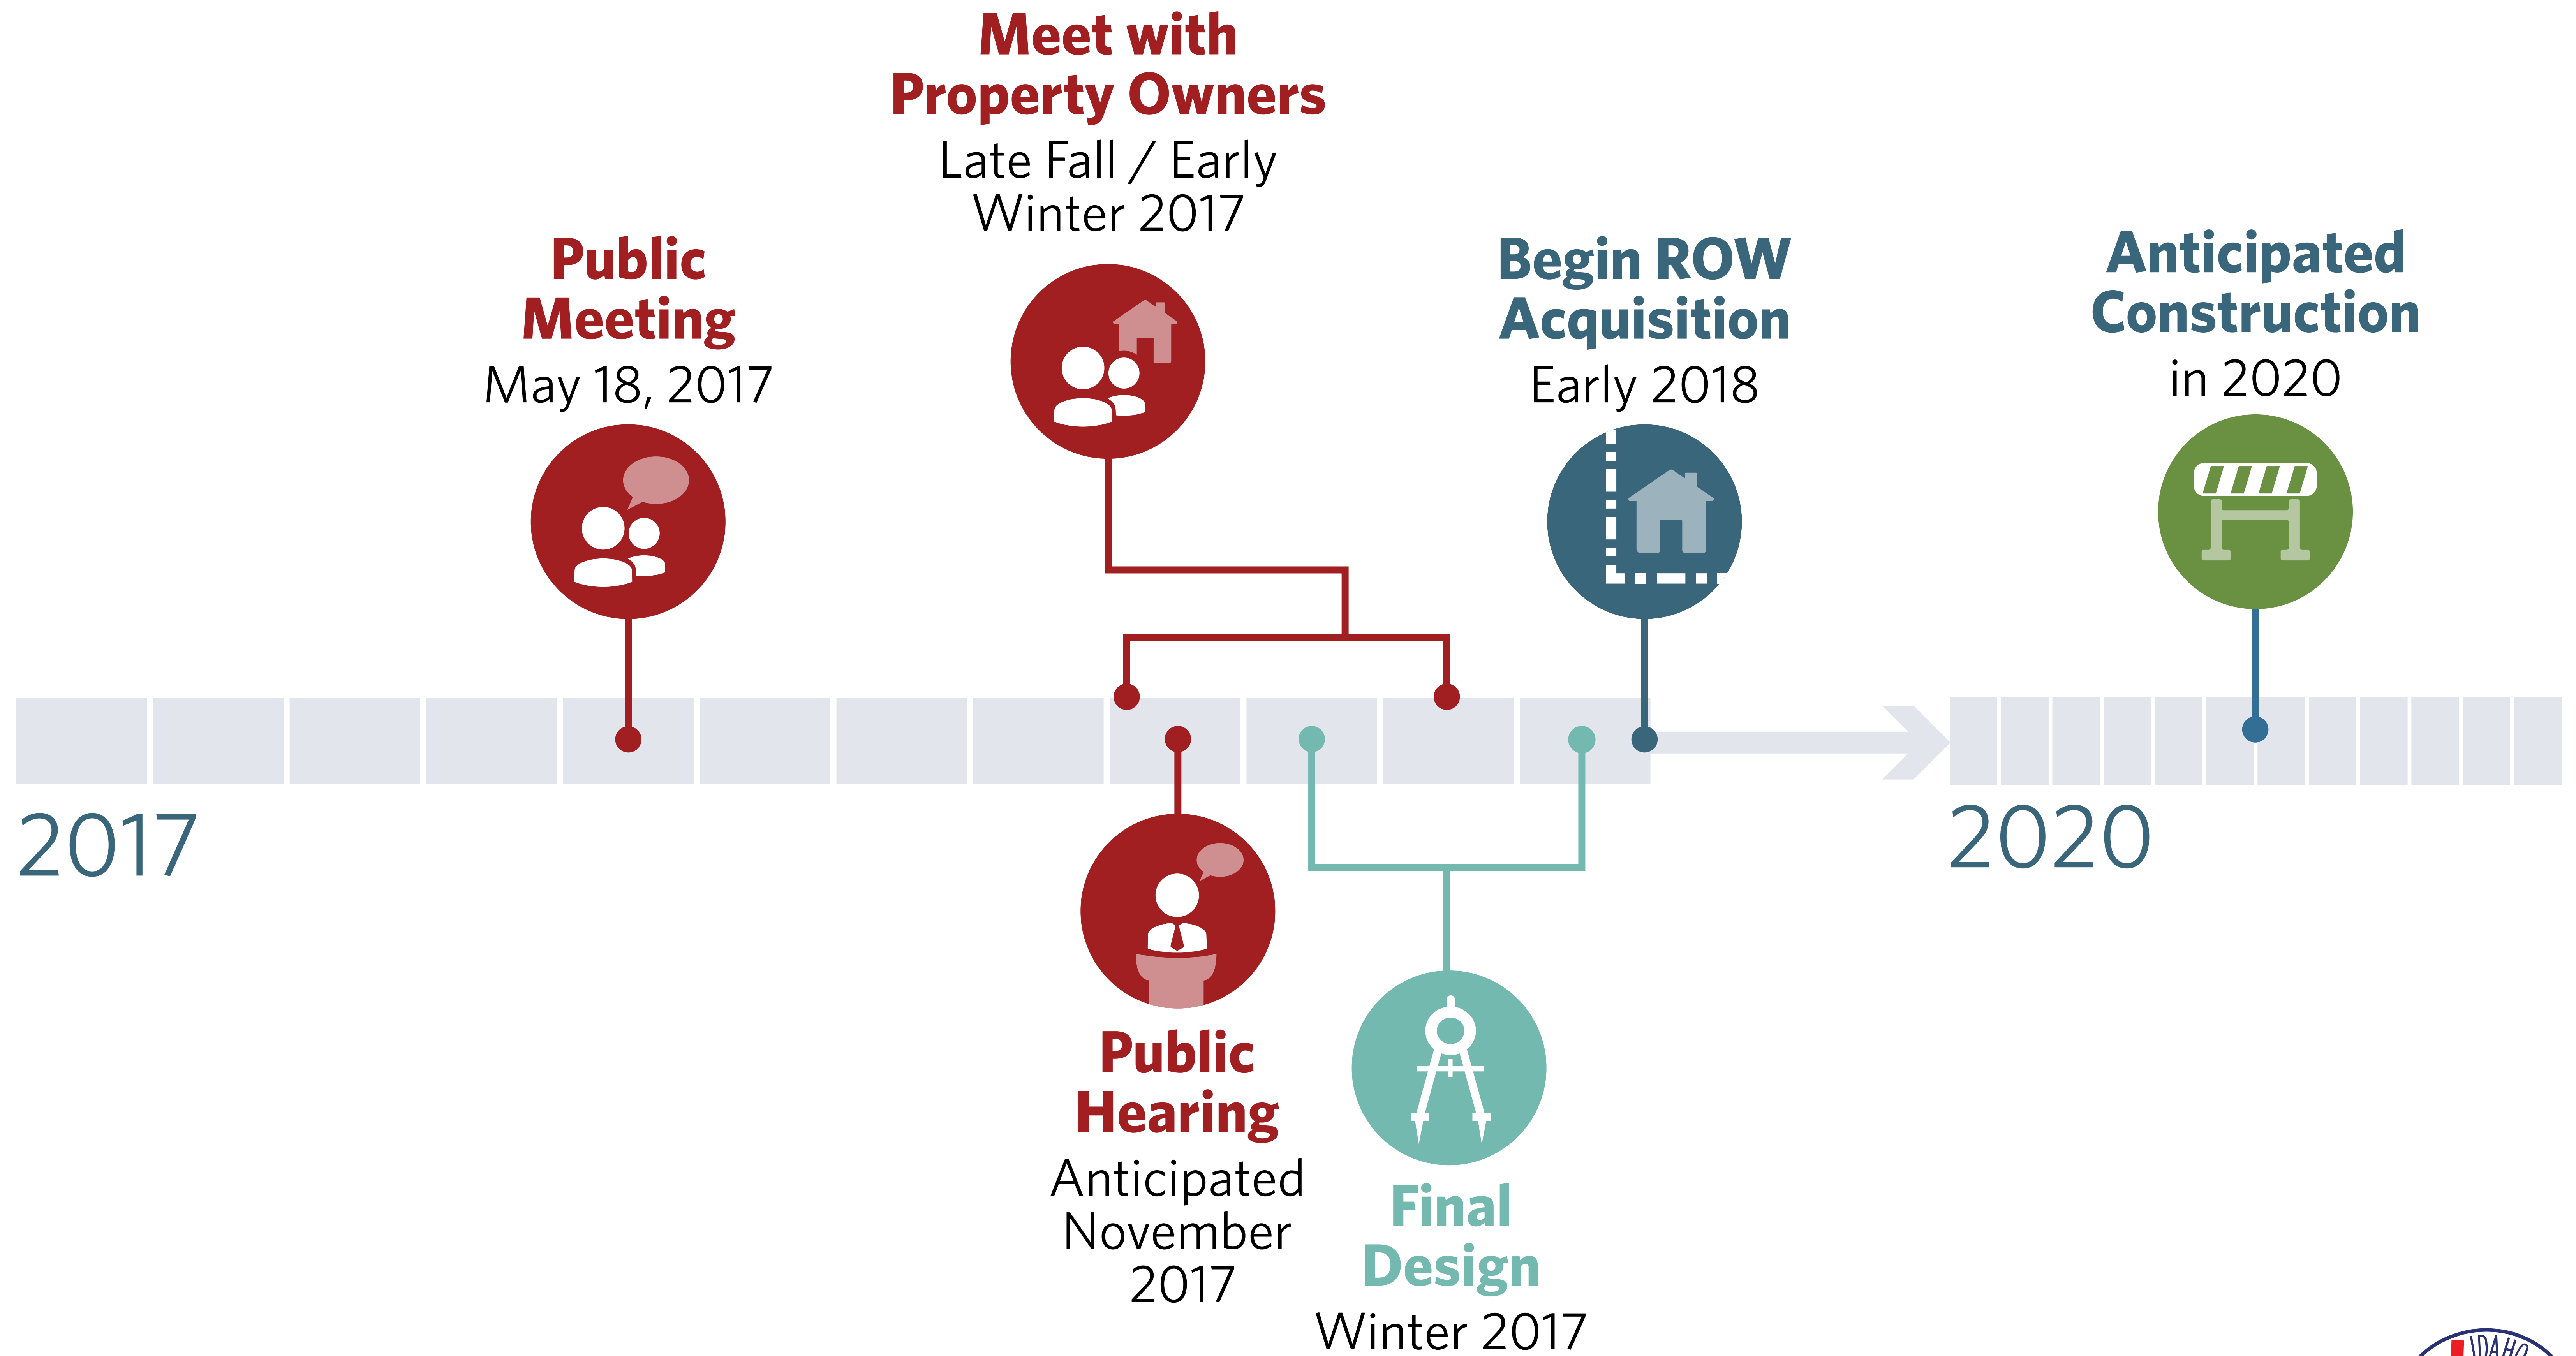 Meet with
Property Owners
Late Fall / Early
Winter 2017
Public
Meeting
May 18, 2017
Begin ROW
Acquisition
Early 2018
Anticipated
Construction
in 2020
2017
2020
Public
Hearing
Anticipated
November
2017
Final
Design
Winter 2017
IDAHO